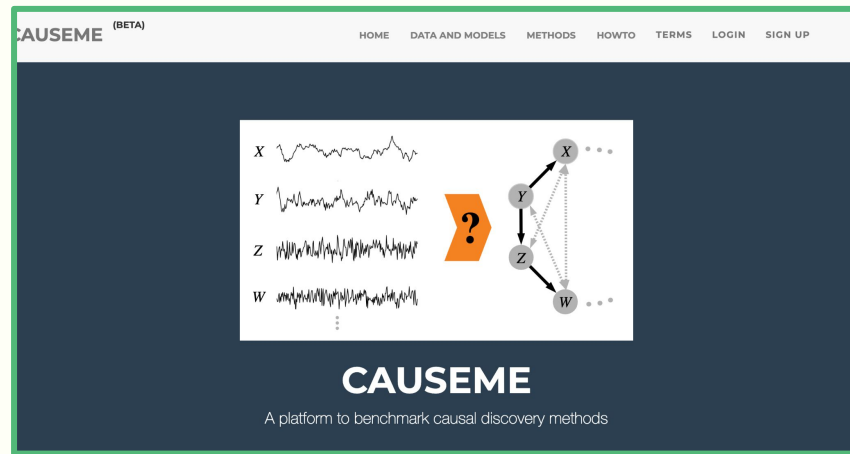 CAUSEME (BETA)
HOME DATA AND MODELS METHODS HOWTO TERMS LOGIN SIGN UP
X
Y
Z
W
?
X
Y
Z
W
CAUSEME
A platform to benchmark causal discovery methods